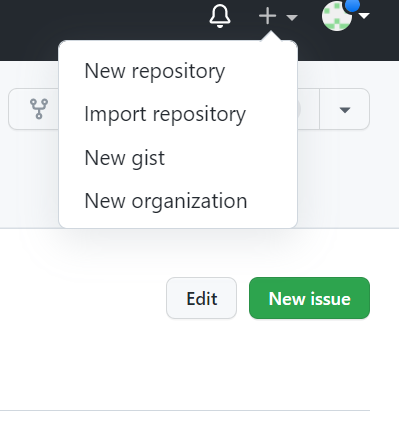 New repository
Import repository
New gist
New organization
Edit
New issue